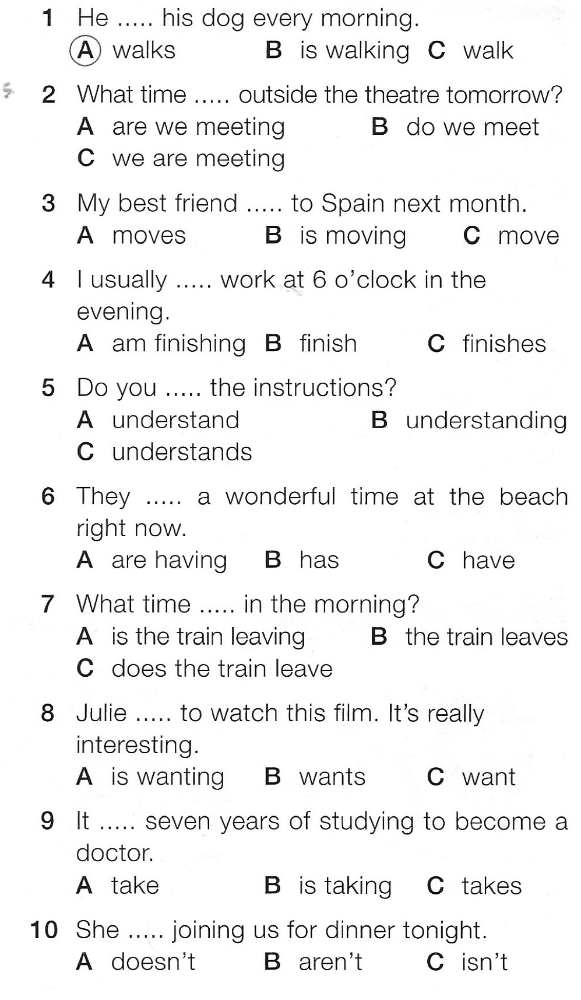 1 He ..... his dog every morning.
A walks B is walking C walk
2 What time ..... outside the theatre tomorrow?
A are we meeting B do we meet
C we are meeting
3 My best friend ..... to Spain next month.
A moves B is moving C move
4 I usually ..... work at 6 o'clock in the
evening.
A am finishing B finish C finishes
5 Do you ..... the instructions?
A understand B understanding
C understands
6 They ..... a wonderful time at the beach
right now.
A are having B has C have
7 What time ..... in the morning?
A is the train leaving B the train leaves
C does the train leave
8 Julie ..... to watch this film. It's really
interesting.
A is wanting B wants C want
9 It ..... seven years of studying to become a
doctor.
A take B is taking C takes
10 She ..... joining us for dinner tonight.
A doesn't B aren't C isn't